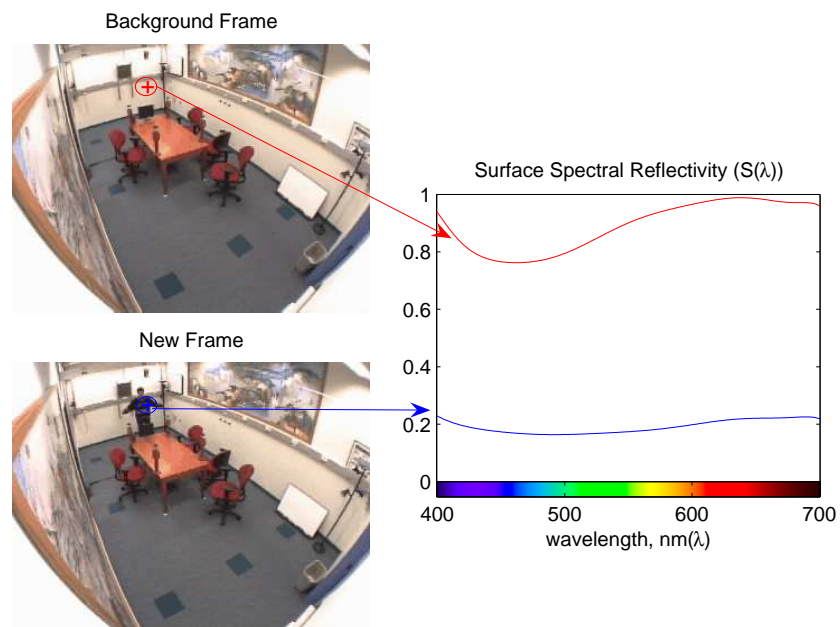 Background Frame
New Frame
Surface Spectral Reflectivity (S(λ))
1
0.8
0.6
0.4
0.2
0
400 500 600 700
wavelength, nm(λ)